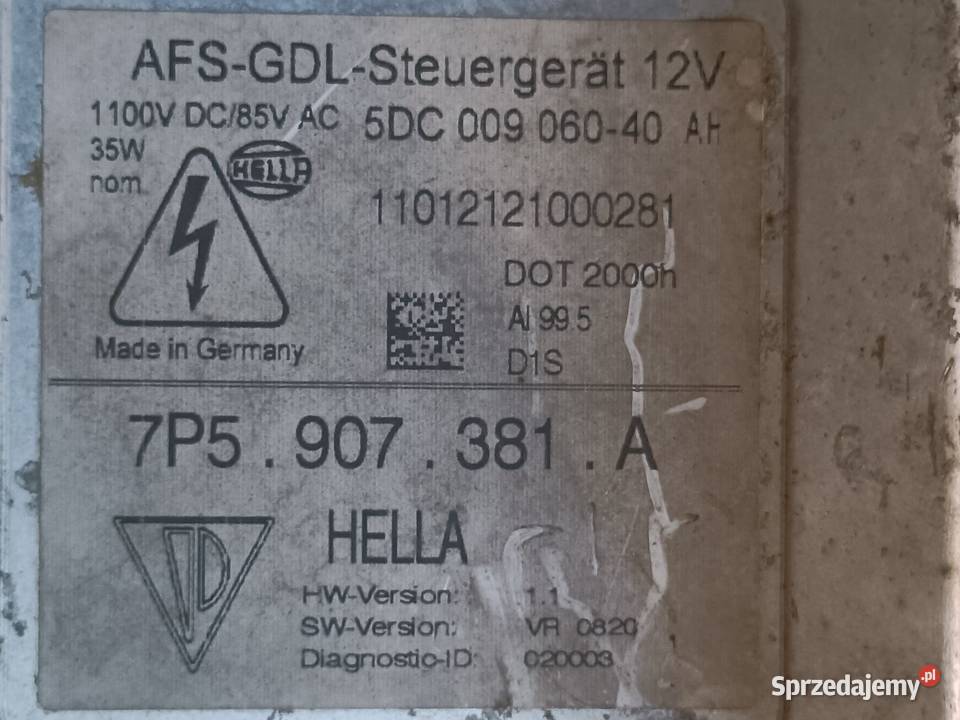 AFS-GDL-Steuergerät 12V
1100V DC/85V AC 5DC 009 060-40 AH
35W
nom.
HELLA
11012121000281
DOT 2000h
Al 99.5
D1S
Made in Germany
7P5.907.381.A
HELLA
HW-Version: 1.1
SW-Version: VR 0820
Diagnostic-ID: 020003
Sprzedajemy.pl